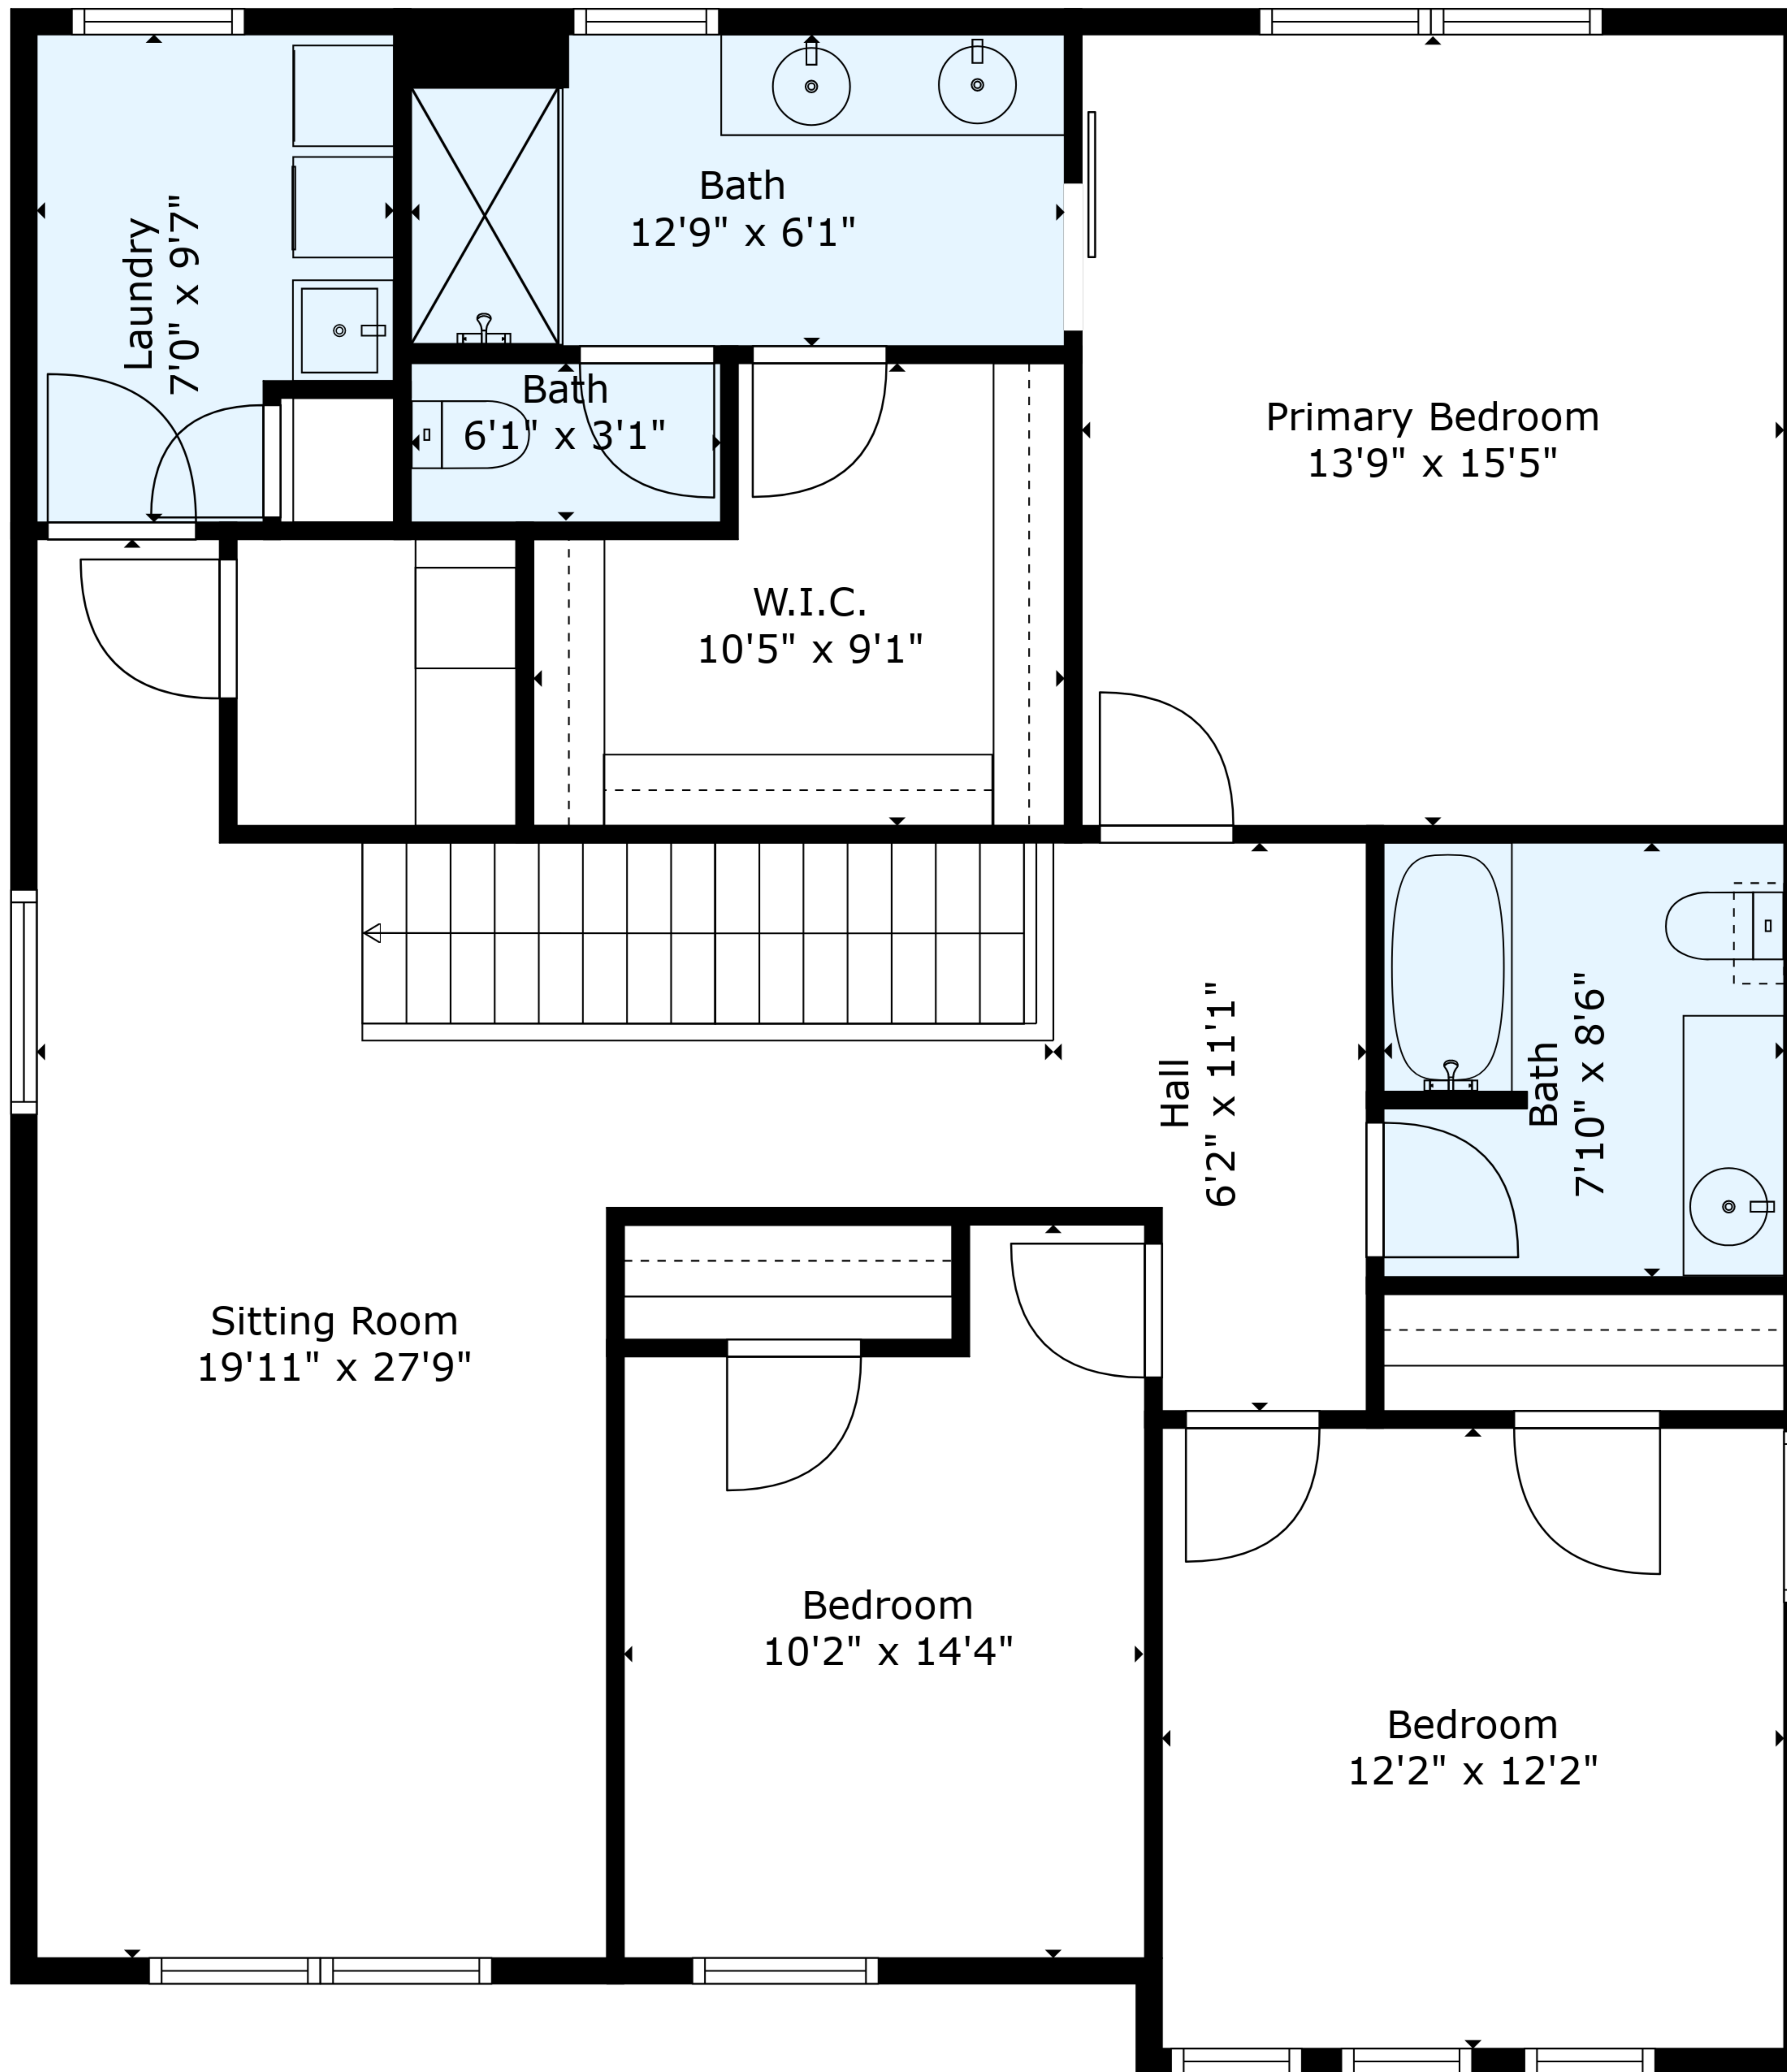 Bath
12'9" x 6'1"
Laundry
7'0" x 9'7"
Bath
6'1" x 3'1"
Primary Bedroom
13'9" x 15'5"
W.I.C.
10'5" x 9'1"
Hall
6'2" x 11'1"
Bath
7'10" x 8'6"
Sitting Room
19'11" x 27'9"
Bedroom
10'2" x 14'4"
Bedroom
12'2" x 12'2"